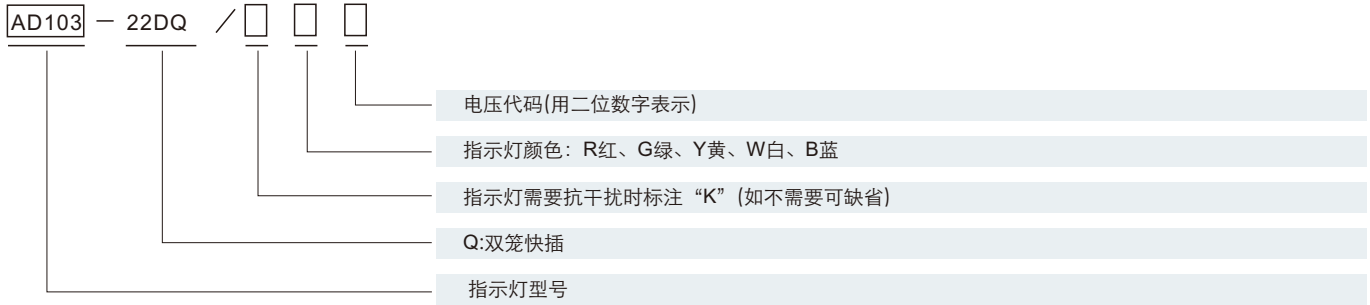 AD103 － 22DQ ／□ □ □
电压代码(用二位数字表示)
指示灯颜色：R红、G绿、Y黄、W白、B蓝
指示灯需要抗干扰时标注“K”(如不需要可缺省)
Q:双笼快插
指示灯型号